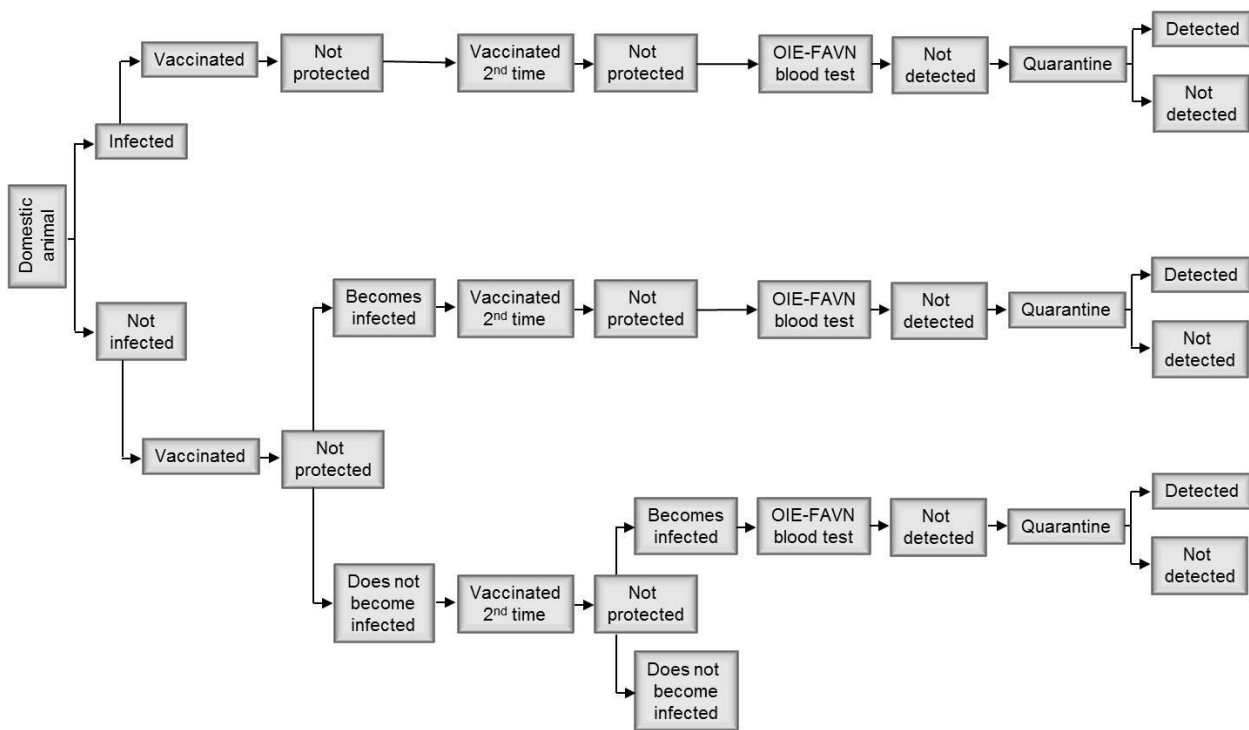 Domestic
animal
Infected
Vaccinated
Not
protected
Vaccinated
2nd time
Not
protected
OIE-FAVN
blood test
Not
detected
Quarantine
Detected
Not
detected
Not
infected
Vaccinated
Not
protected
Becomes
infected
Vaccinated
2nd time
Not
protected
OIE-FAVN
blood test
Not
detected
Quarantine
Detected
Not
detected
Does not
become
infected
Vaccinated
2nd time
Not
protected
Becomes
infected
OIE-FAVN
blood test
Not
detected
Quarantine
Detected
Not
detected
Does not
become
infected